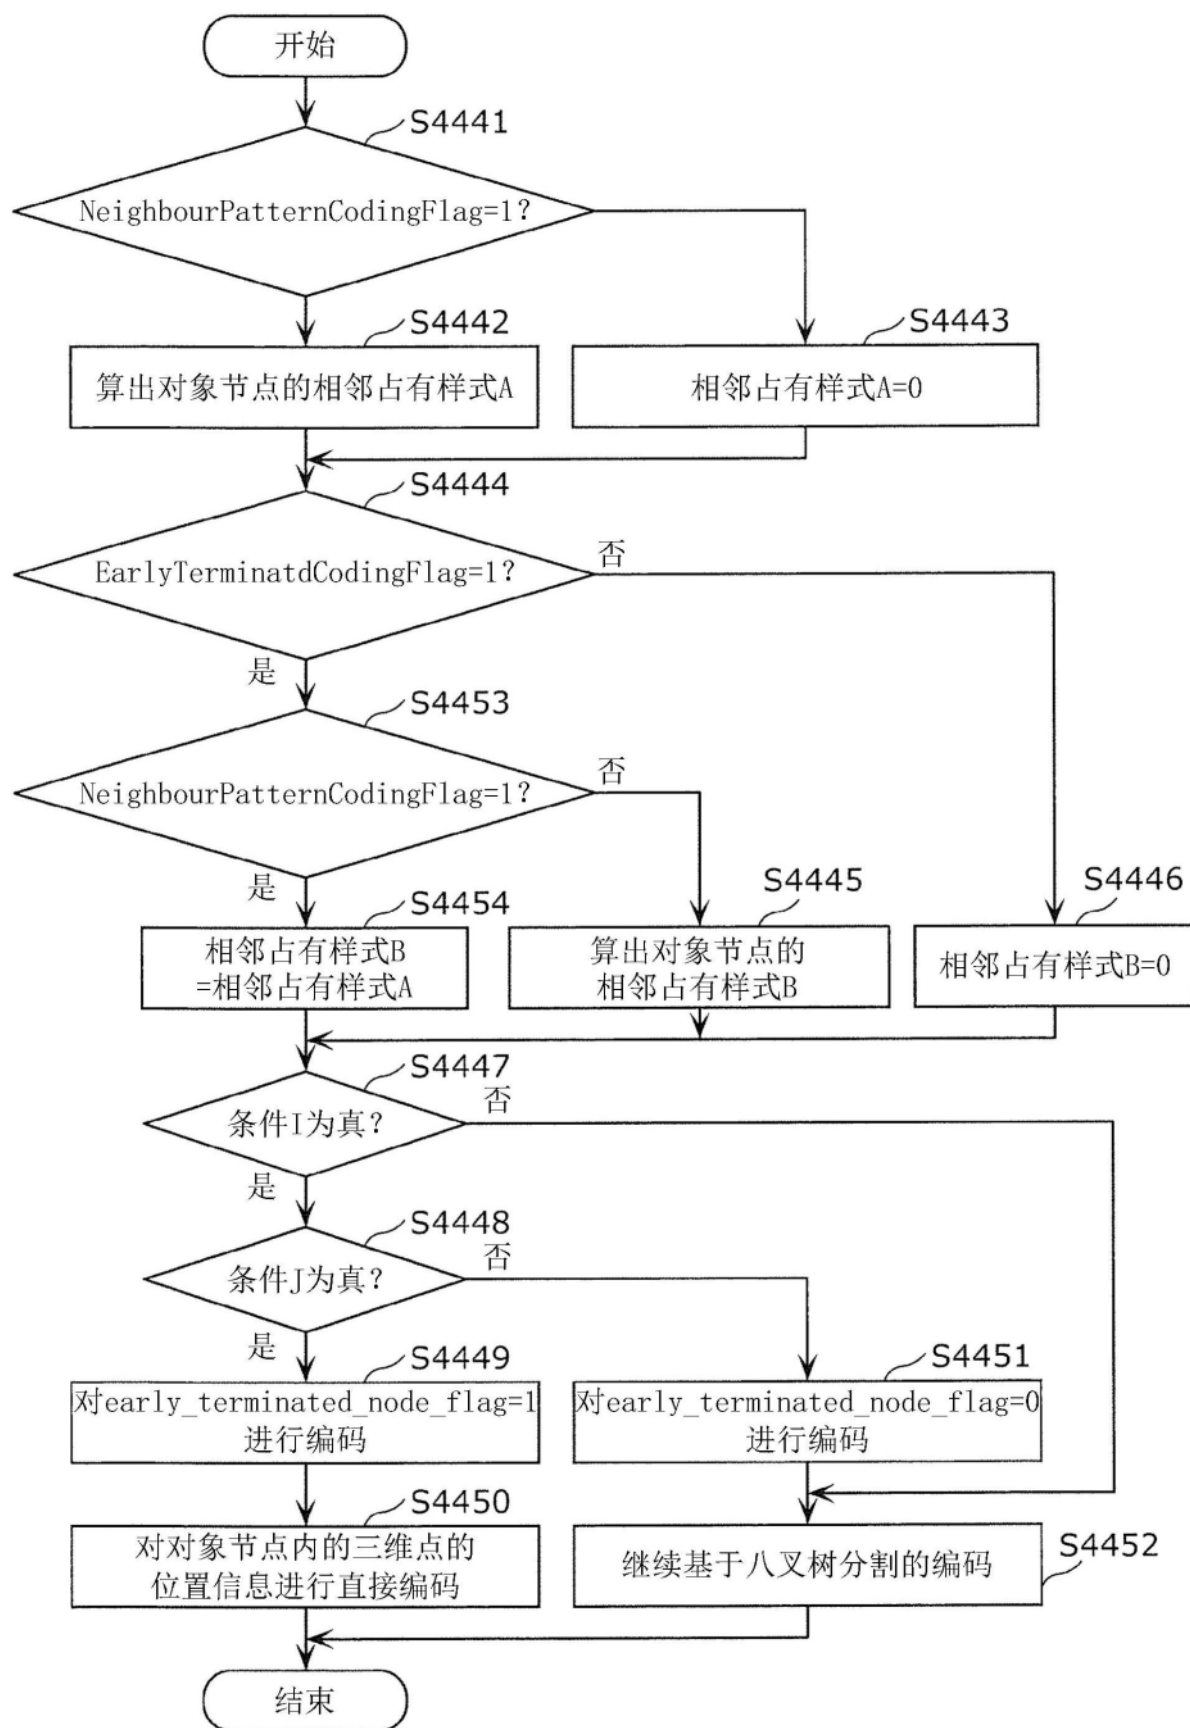 开始
S4441
NeighbourPatternCodingFlag=1?
S4442
算出对象节点的相邻占有样式A
S4443
相邻占有样式A=0
S4444
EarlyTerminatdCodingFlag=1?
否
是
S4453
NeighbourPatternCodingFlag=1?
否
是
S4454
相邻占有样式B
=相邻占有样式A
S4445
算出对象节点的
相邻占有样式B
S4446
相邻占有样式B=0
S4447
条件I为真?
否
是
S4448
条件J为真?
否
是
S4449
对early_terminated_node_flag=1
进行编码
S4451
对early_terminated_node_flag=0
进行编码
S4450
对对象节点内的三维点的
位置信息进行直接编码
继续基于八叉树分割的编码
S4452
结束